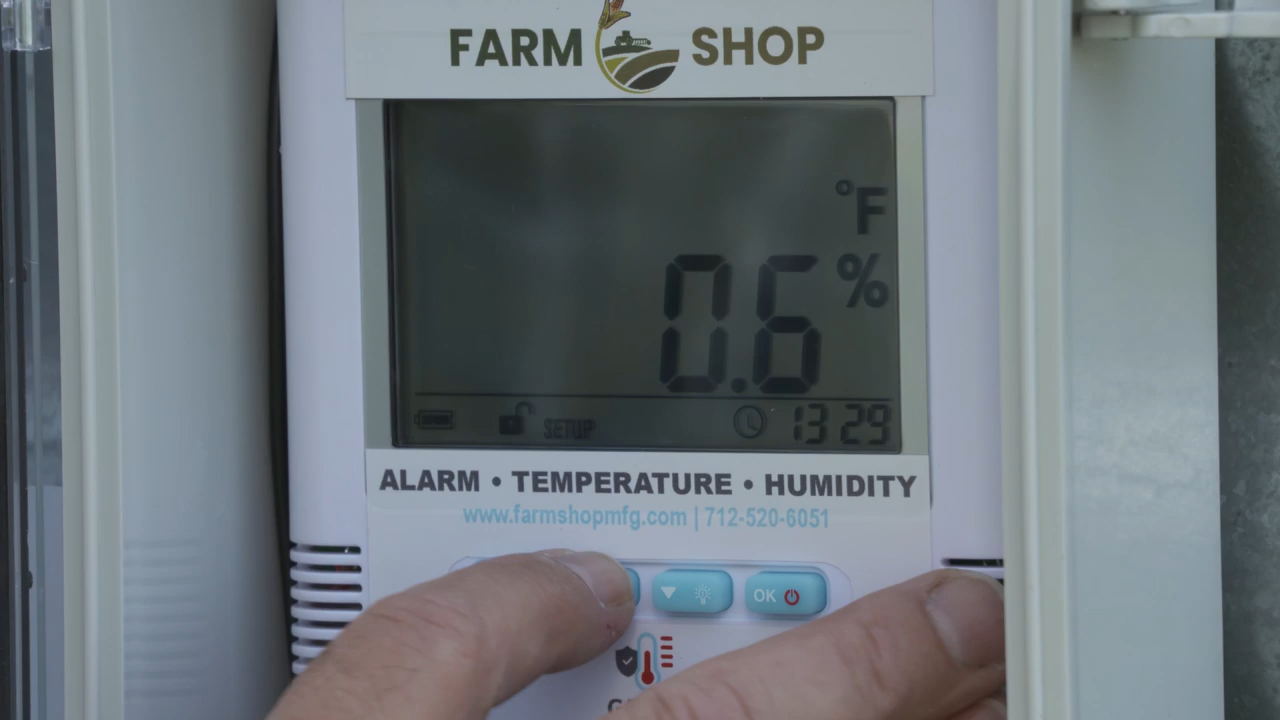 FARM SHOP
°F
0.6 %
SETUP 13 29
ALARM • TEMPERATURE • HUMIDITY
www.farmshopmfg.com | 712-520-6051
OK